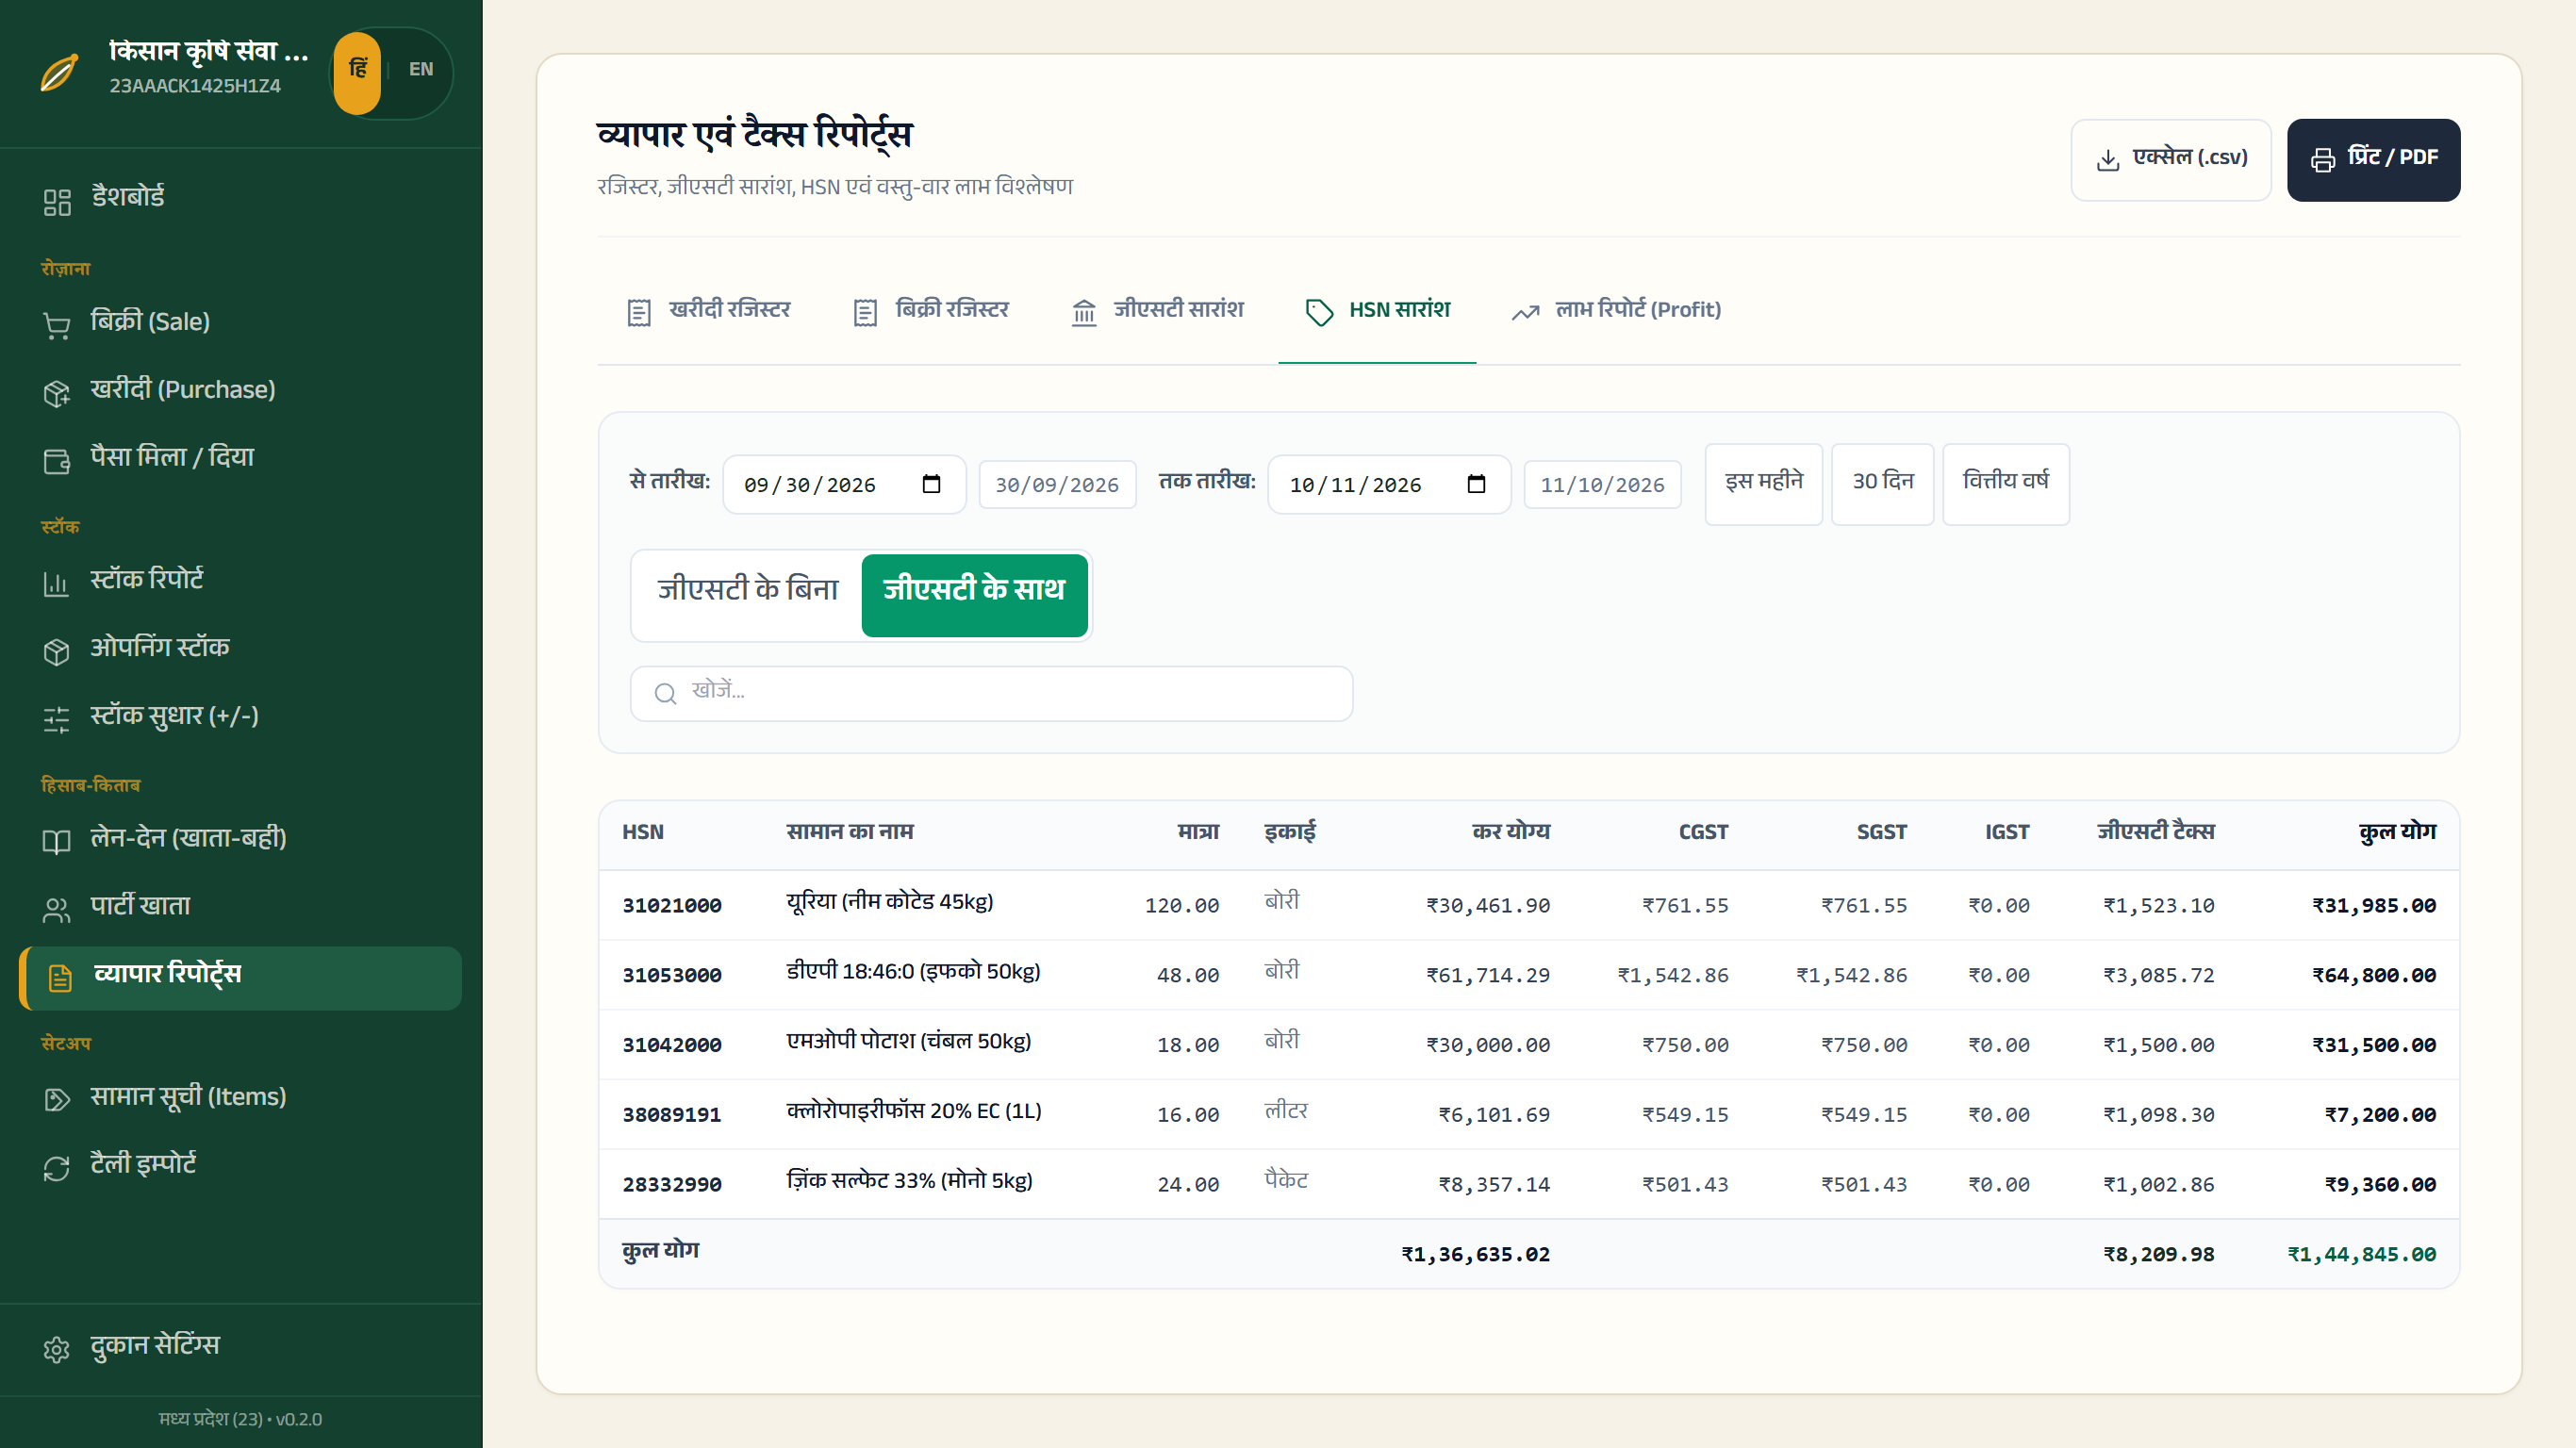 किसान कृषि सेवा ...
23AAACK1425H1Z4
हिं | EN
डैशबोर्ड
रोज़ाना
बिक्री (Sale)
खरीदी (Purchase)
पैसा मिला / दिया
स्टॉक
स्टॉक रिपोर्ट
ओपनिंग स्टॉक
स्टॉक सुधार (+/-)
हिसाब-किताब
लेन-देन (खाता-बही)
पार्टी खाता
व्यापार रिपोर्ट्स
सेटअप
सामान सूची (Items)
टैली इम्पोर्ट
दुकान सेटिंग्स
मध्य प्रदेश (23) • v0.2.0
व्यापार एवं टैक्स रिपोर्ट्स
रजिस्टर, जीएसटी सारांश, HSN एवं वस्तु-वार लाभ विश्लेषण
एक्सेल (.csv) प्रिंट / PDF
खरीदी रजिस्टर बिक्री रजिस्टर जीएसटी सारांश HSN सारांश लाभ रिपोर्ट (Profit)
से तारीख: 09/30/2026 30/09/2026 तक तारीख: 10/11/2026 11/10/2026 इस महीने 30 दिन वित्तीय वर्ष
जीएसटी के बिना जीएसटी के साथ
खोजें...
HSN सामान का नाम मात्रा इकाई कर योग्य CGST SGST IGST जीएसटी टैक्स कुल योग
31021000 यूरिया (नीम कोटेड 45kg) 120.00 बोरी ₹30,461.90 ₹761.55 ₹761.55 ₹0.00 ₹1,523.10 ₹31,985.00
31053000 डीएपी 18:46:0 (इफको 50kg) 48.00 बोरी ₹61,714.29 ₹1,542.86 ₹1,542.86 ₹0.00 ₹3,085.72 ₹64,800.00
31042000 एमओपी पोटाश (चंबल 50kg) 18.00 बोरी ₹30,000.00 ₹750.00 ₹750.00 ₹0.00 ₹1,500.00 ₹31,500.00
38089191 क्लोरोपाइरीफॉस 20% EC (1L) 16.00 लीटर ₹6,101.69 ₹549.15 ₹549.15 ₹0.00 ₹1,098.30 ₹7,200.00
28332990 ज़िंक सल्फेट 33% (मोनो 5kg) 24.00 पैकेट ₹8,357.14 ₹501.43 ₹501.43 ₹0.00 ₹1,002.86 ₹9,360.00
कुल योग ₹1,36,635.02 ₹8,209.98 ₹1,44,845.00